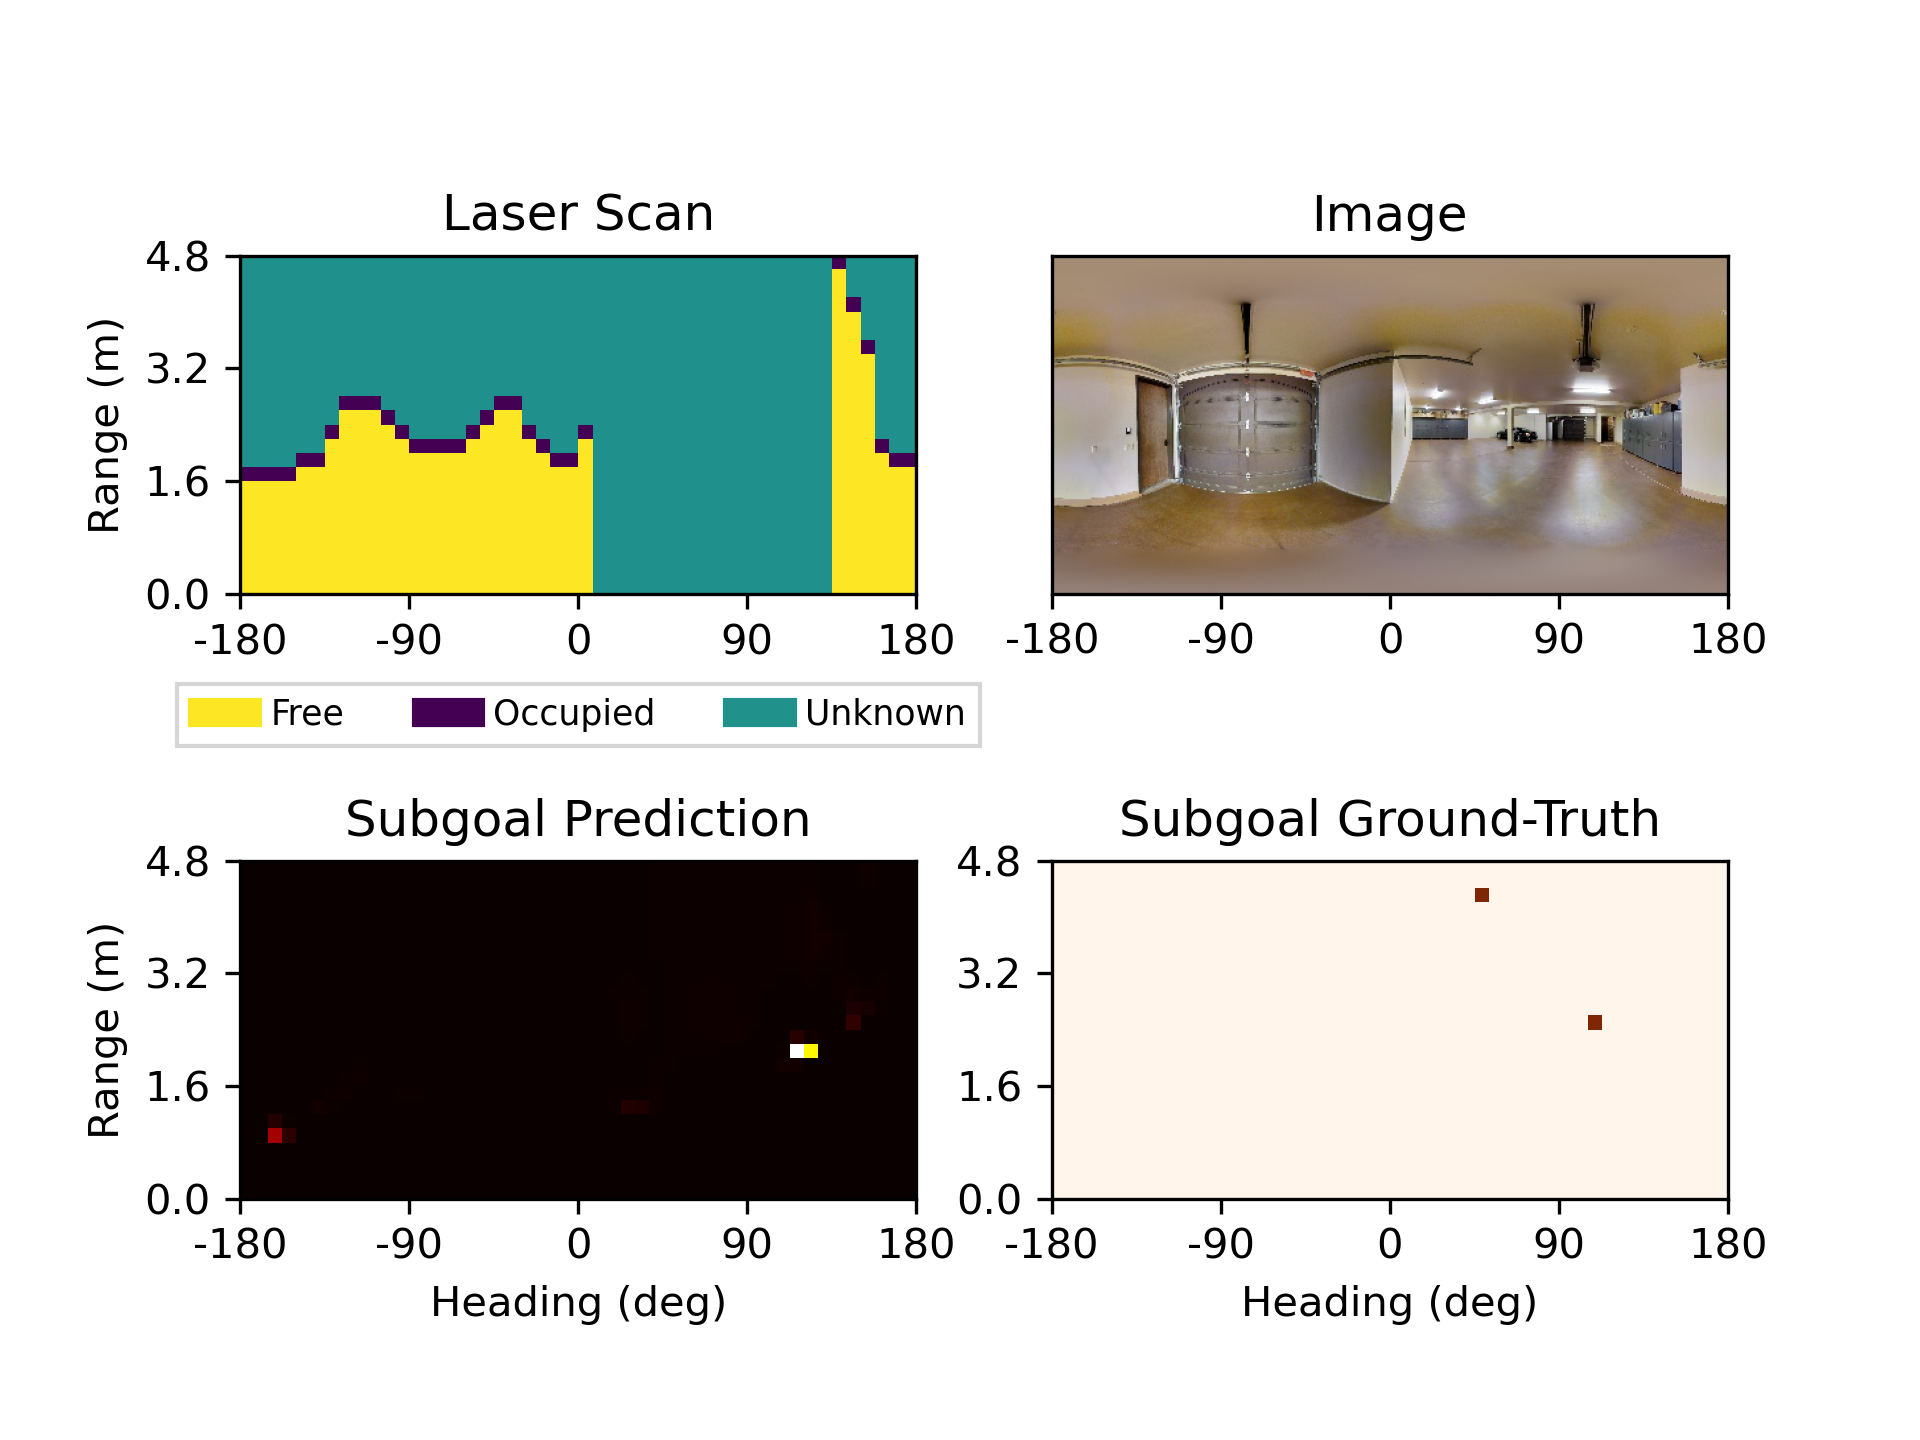 Laser Scan
Image
Range (m)
4.8
3.2
1.6
0.0
-180 -90 0 90 180
-180 -90 0 90 180
Free Occupied Unknown
Subgoal Prediction
Subgoal Ground-Truth
Range (m)
4.8
3.2
1.6
0.0
-180 -90 0 90 180
Heading (deg)
4.8
3.2
1.6
0.0
-180 -90 0 90 180
Heading (deg)